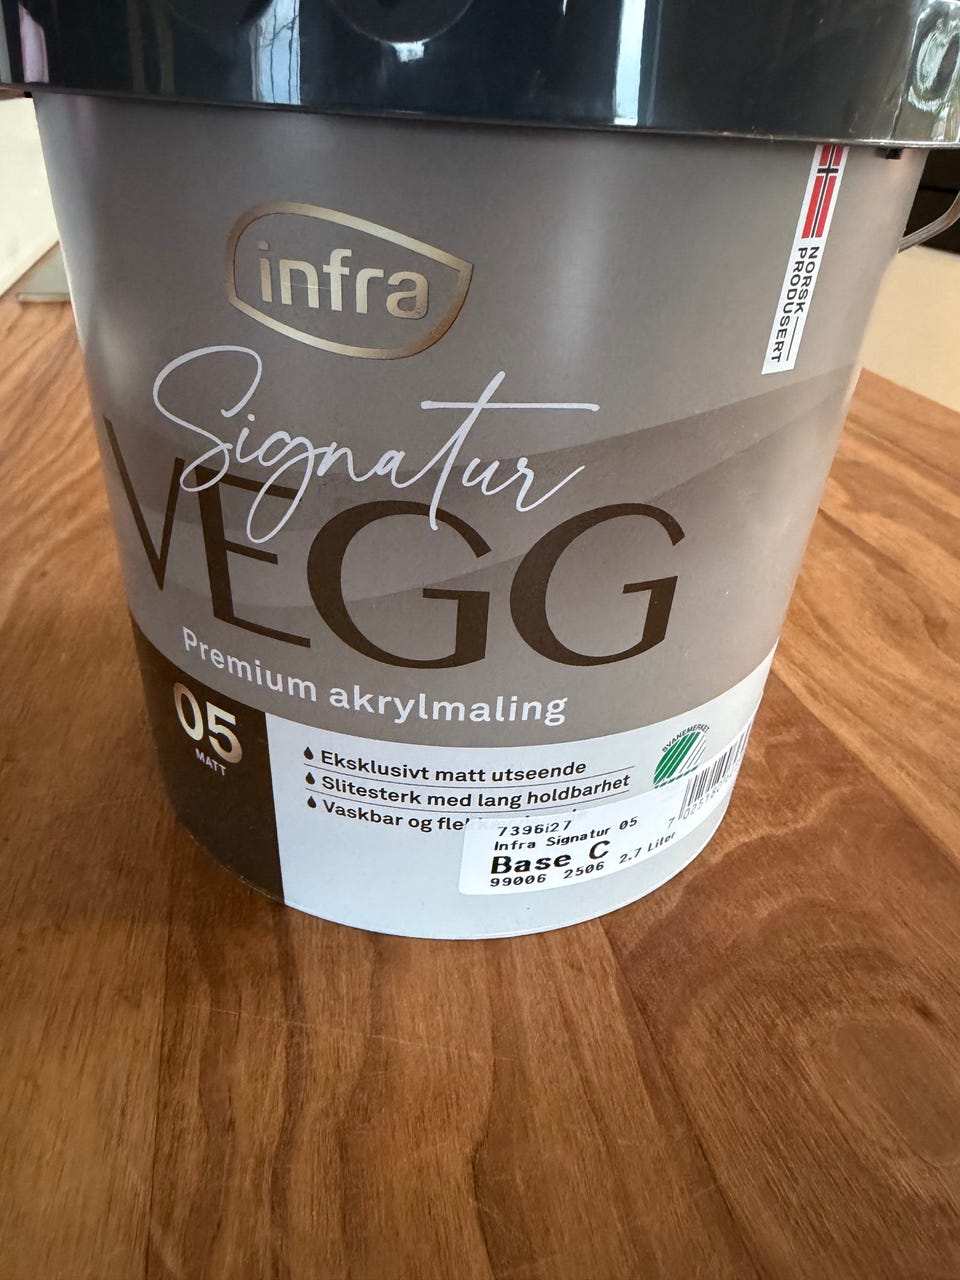 infra
NORSK
PRODUSERT
Signatur
VEGG
Premium akrylmaling
05
MATT
Eksklusivt matt utseende
Slitesterk med lang holdbarhet
Vaskbar og
SVANEMERKET
7396i27
Infra Signatur 05
Base C 2.7 Liter
99006 2506